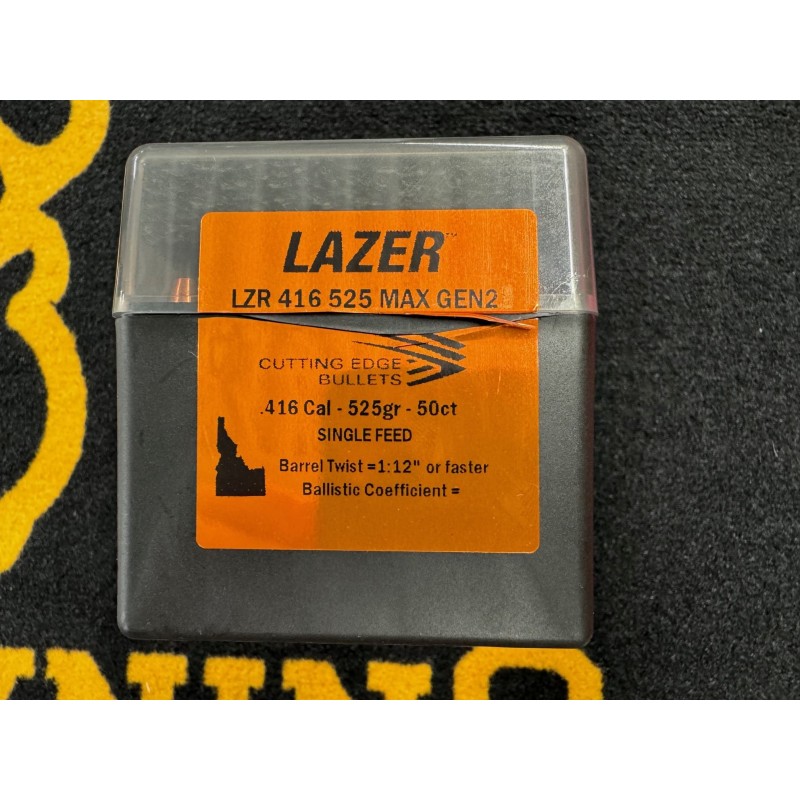 LAZER™
LZR 416 525 MAX GEN2
CUTTING EDGE
BULLETS
.416 Cal - 525gr - 50ct
SINGLE FEED
Barrel Twist =1:12" or faster
Ballistic Coefficient =